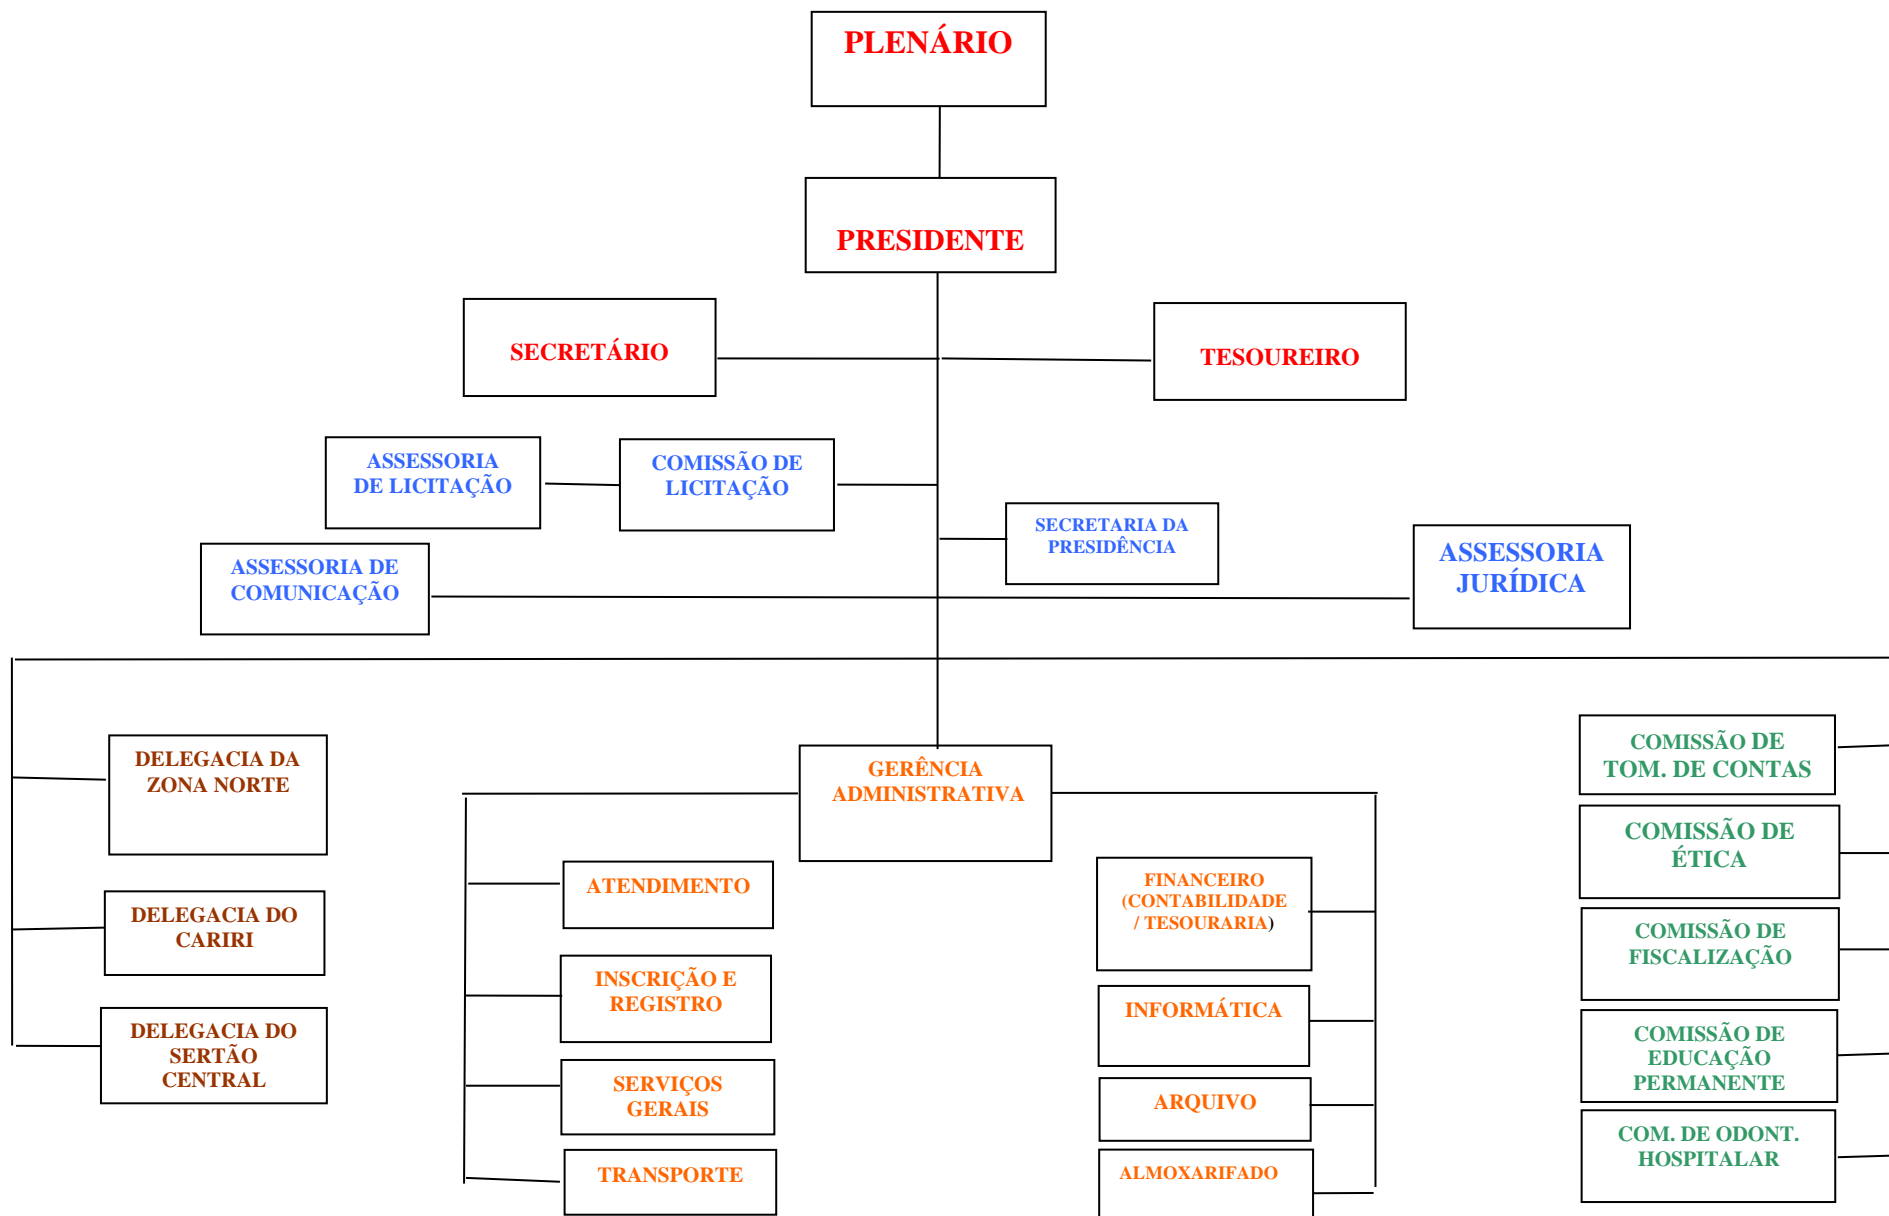 PLENÁRIO
PRESIDENTE
SECRETÁRIO
TESOUREIRO
ASSESSORIA
DE LICITAÇÃO
COMISSÃO DE
LICITAÇÃO
SECRETARIA DA
PRESIDÊNCIA
ASSESSORIA
JURÍDICA
ASSESSORIA DE
COMUNICAÇÃO
DELEGACIA DA
ZONA NORTE
DELEGACIA DO
CARIRI
DELEGACIA DO
SERTÃO
CENTRAL
GERÊNCIA
ADMINISTRATIVA
ATENDIMENTO
INSCRIÇÃO E
REGISTRO
SERVIÇOS
GERAIS
TRANSPORTE
FINANCEIRO
(CONTABILIDADE
/ TESOURARIA)
INFORMÁTICA
ARQUIVO
ALMOXARIFADO
COMISSÃO DE
TOM. DE CONTAS
COMISSÃO DE
ÉTICA
COMISSÃO DE
FISCALIZAÇÃO
COMISSÃO DE
EDUCAÇÃO
PERMANENTE
COM. DE ODONT.
HOSPITALAR